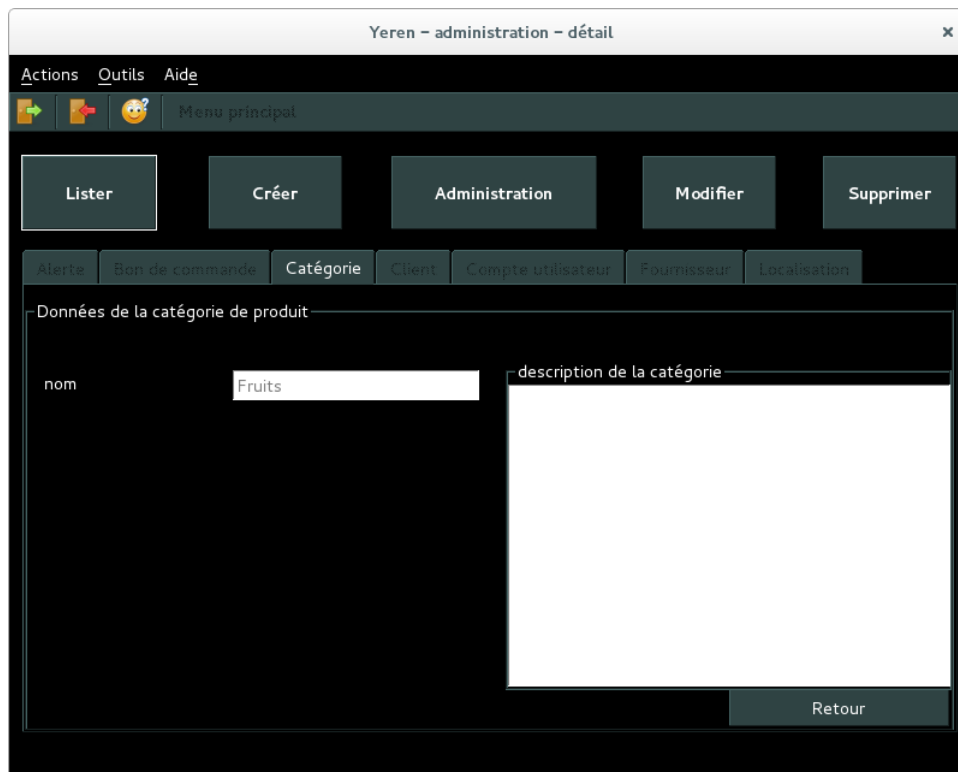 Yeren – administration – détail
Actions Outils Aide
Menu principal
Lister Créer Administration Modifier Supprimer
Alerte Bon de commande Catégorie Client Compte utilisateur Fournisseur Localisation
Données de la catégorie de produit
nom Fruits
description de la catégorie
Retour